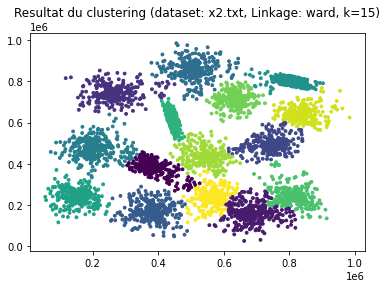 Resultat du clustering (dataset: x2.txt, Linkage: ward, k=15)
1e6
1.0
0.8
0.6
0.4
0.2
0.0
0.2 0.4 0.6 0.8 1.0
1e6